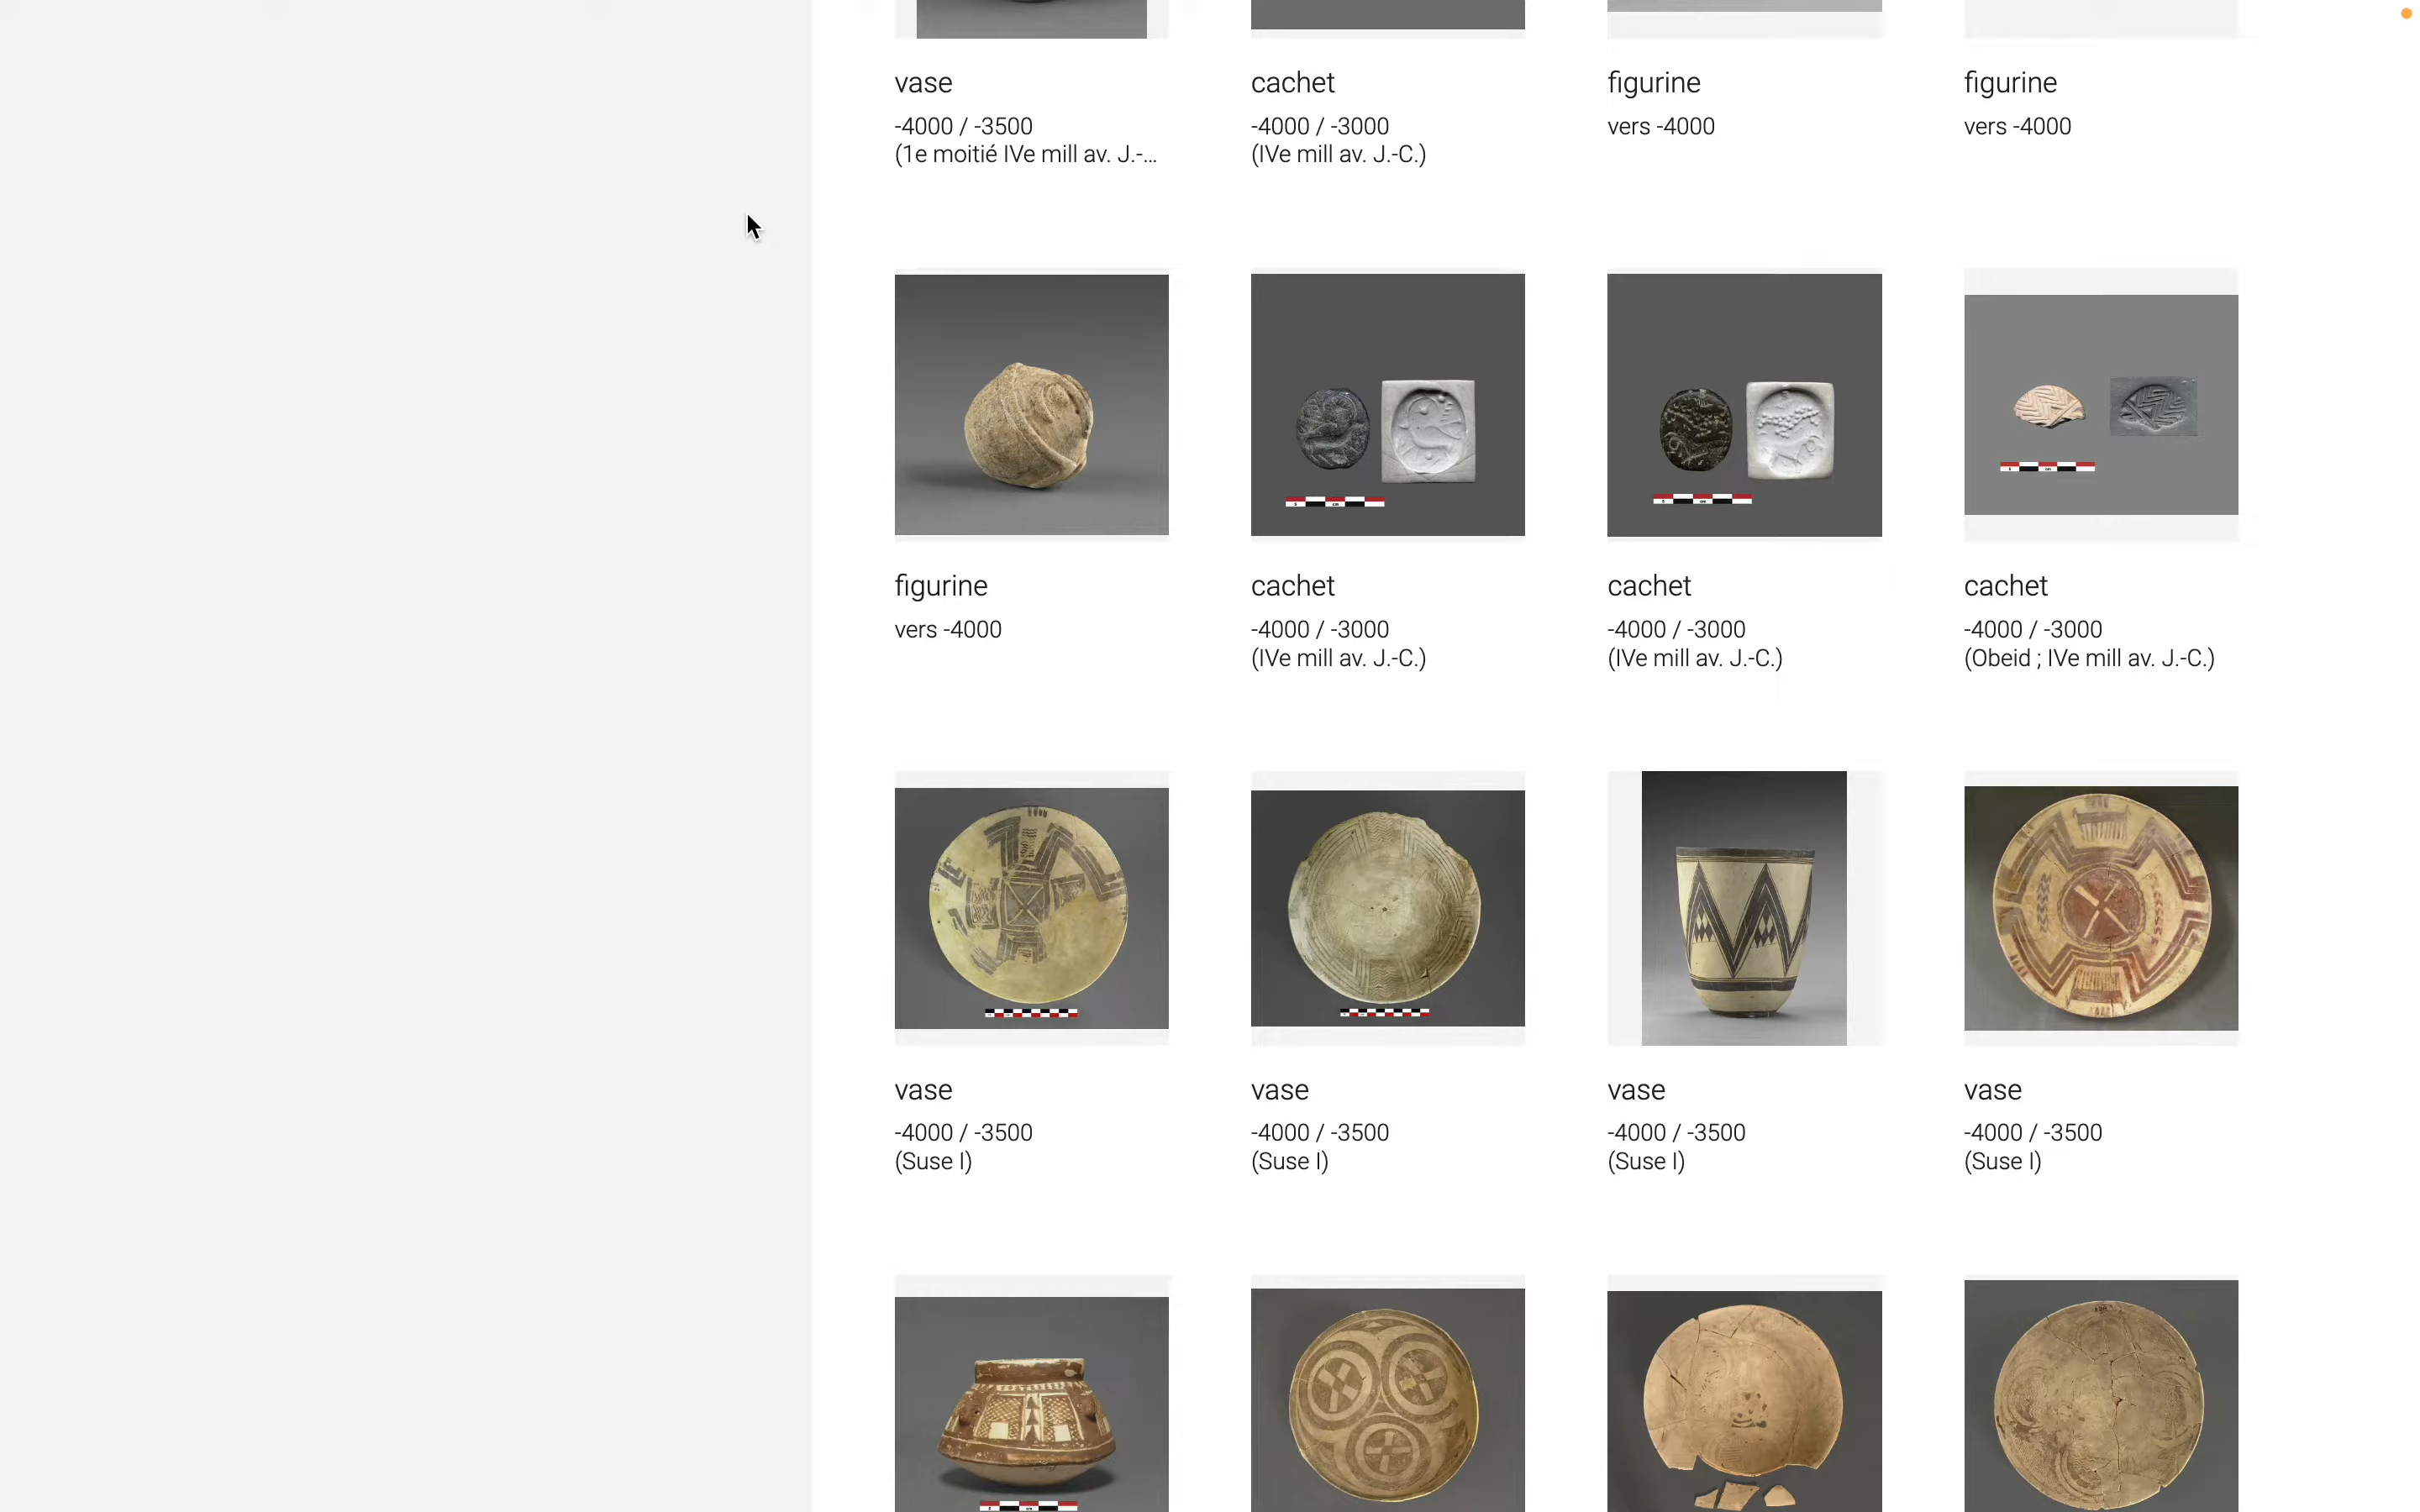 vase
-4000 / -3500
(1e moitié IVe mill av. J.-...
cachet
-4000 / -3000
(IVe mill av. J.-C.)
figurine
vers -4000
figurine
vers -4000
figurine
vers -4000
cachet
-4000 / -3000
(IVe mill av. J.-C.)
cachet
-4000 / -3000
(IVe mill av. J.-C.)
cachet
-4000 / -3000
(Obeid ; IVe mill av. J.-C.)
vase
-4000 / -3500
(Suse I)
vase
-4000 / -3500
(Suse I)
vase
-4000 / -3500
(Suse I)
vase
-4000 / -3500
(Suse I)